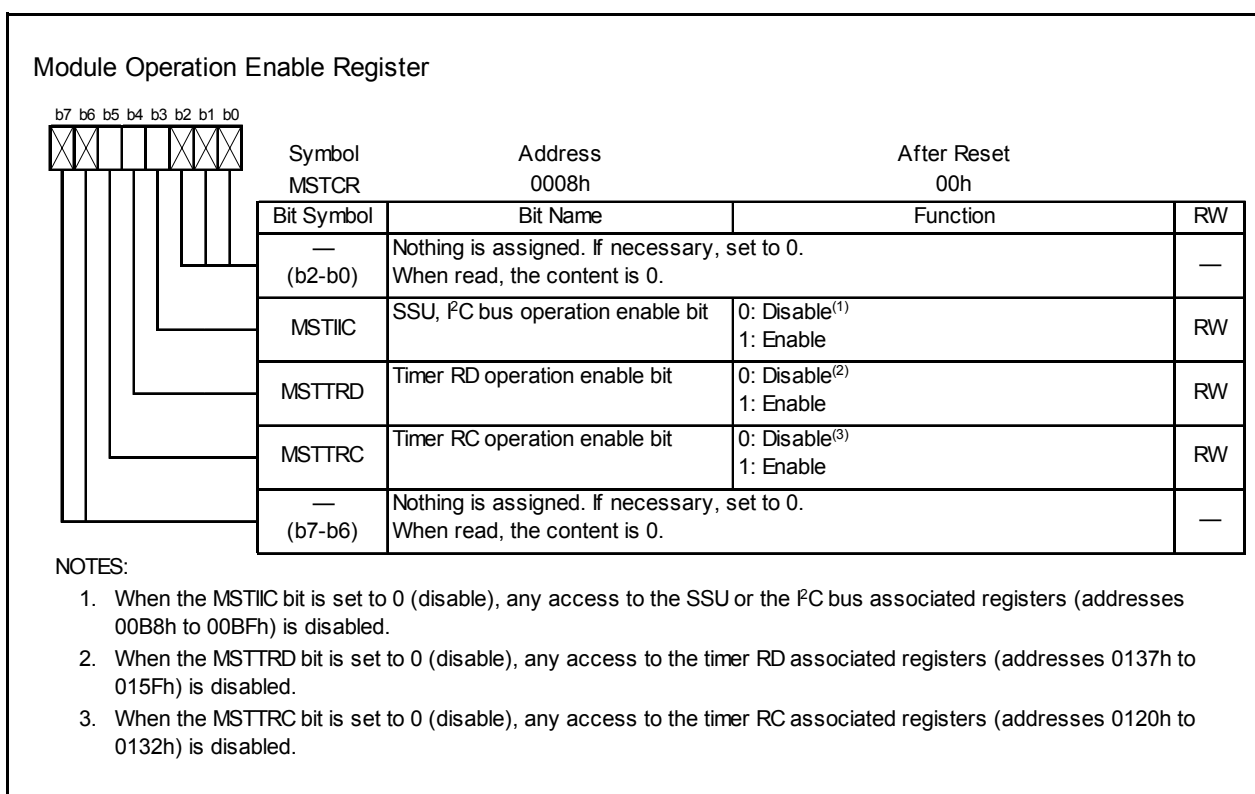 Module Operation Enable Register
b7 b6 b5 b4 b3 b2 b1 b0
Symbol Address After Reset
MSTCR 0008h 00h
Bit Symbol Bit Name Function RW
— Nothing is assigned. If necessary, set to 0. —
(b2-b0) When read, the content is 0.
MSTIIC SSU, I²C bus operation enable bit 0: Disable⁽¹⁾ RW
1: Enable
MSTTRD Timer RD operation enable bit 0: Disable⁽²⁾ RW
1: Enable
MSTTRC Timer RC operation enable bit 0: Disable⁽³⁾ RW
1: Enable
— Nothing is assigned. If necessary, set to 0. —
(b7-b6) When read, the content is 0.
NOTES:
1. When the MSTIIC bit is set to 0 (disable), any access to the SSU or the I²C bus associated registers (addresses
00B8h to 00BFh) is disabled.
2. When the MSTTRD bit is set to 0 (disable), any access to the timer RD associated registers (addresses 0137h to
015Fh) is disabled.
3. When the MSTTRC bit is set to 0 (disable), any access to the timer RC associated registers (addresses 0120h to
0132h) is disabled.